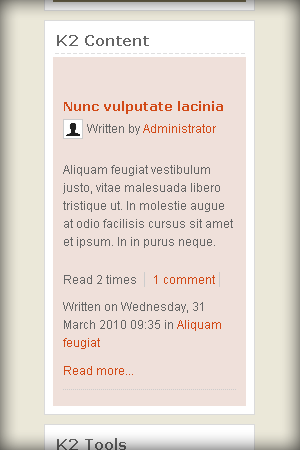 K2 Content
Nunc vulputate lacinia
Written by Administrator
Aliquam feugiat vestibulum
justo, vitae malesuada libero
tristique ut. In molestie augue
at odio facilisis cursus sit amet
et ipsum. In in purus neque.
Read 2 times 1 comment
Written on Wednesday, 31
March 2010 09:35 in Aliquam
feugiat
Read more...
K2 Tools